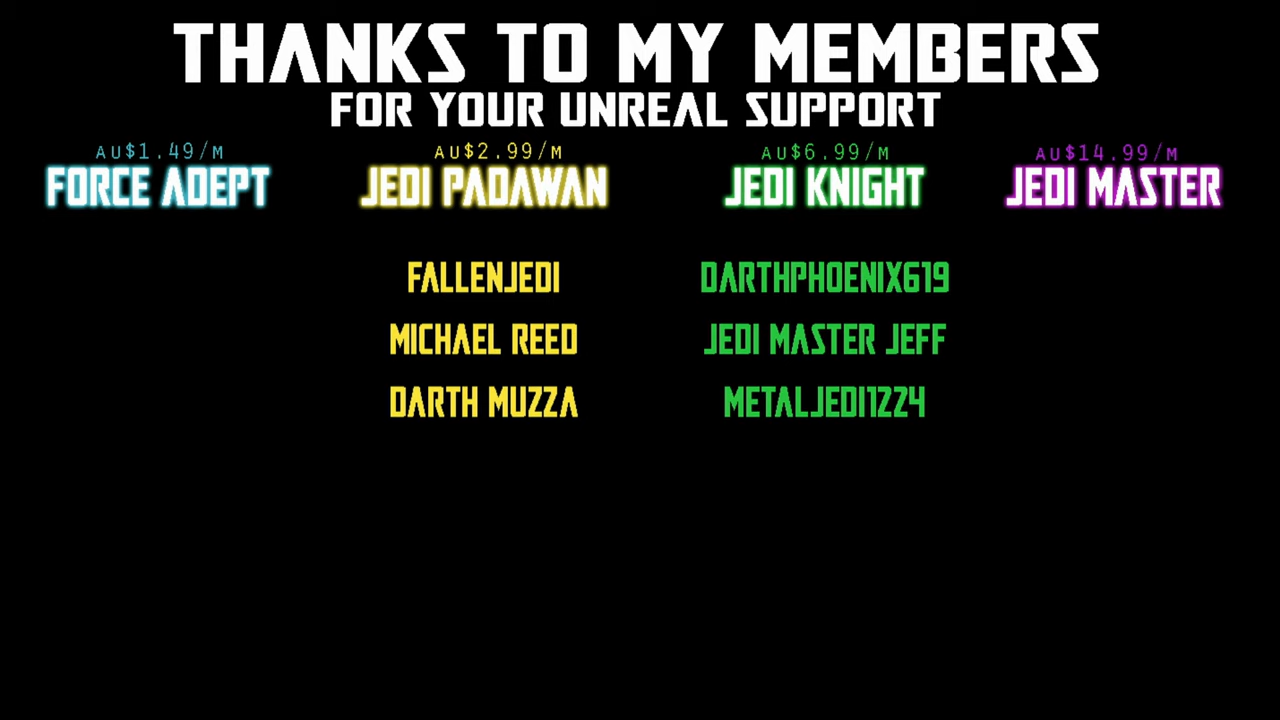 THANKS TO MY MEMBERS
FOR YOUR UNREAL SUPPORT
AU$1.49/M AU$2.99/M AU$6.99/M AU$14.99/M
FORCE ADEPT JEDI PADAWAN JEDI KNIGHT JEDI MASTER
FALLENJEDI DARTHPHOENIX619
MICHAEL REED JEDI MASTER JEFF
DARTH MUZZA METALJEDI1224